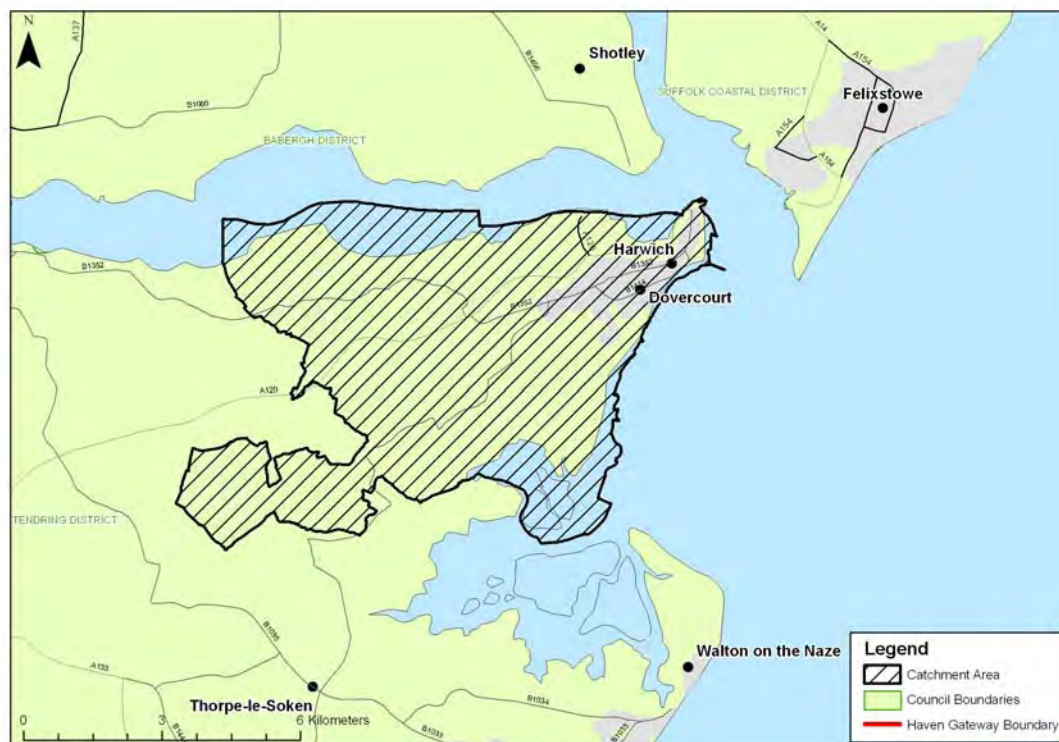 N
A137
B1456
Shotley
A14
A154
B1080
SUFFOLK COASTAL DISTRICT
Felixstowe
A154
A154
BABERGH DISTRICT
A120
Harwich
B1352
B1352
B1352
Dovercourt
A120
TENDRING DISTRICT
B1035
Walton on the Naze
A133
Thorpe-le-Soken
B1034
B1033
0 3 6 Kilometers
Legend
Catchment Area
Council Boundaries
Haven Gateway Boundary